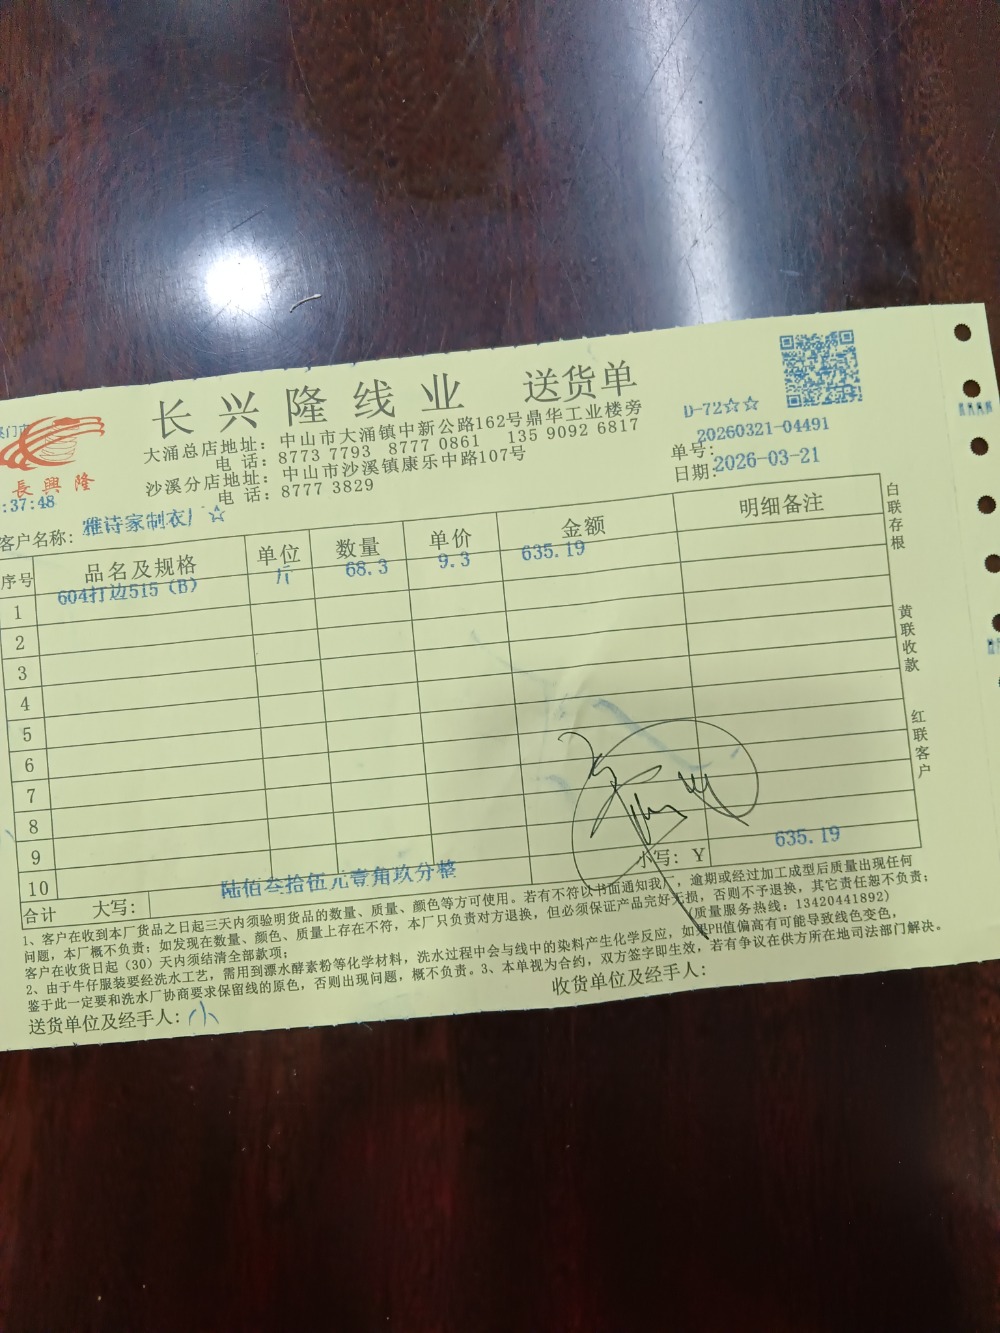 长兴隆线业 送货单
長興隆
大涌总店地址：中山市大涌镇中新公路162号鼎华工业楼旁
电 话：8773 7793 8777 0861 135 9092 6817
沙溪分店地址：中山市沙溪镇康乐中路107号
电 话：8777 3829
D-72☆☆
单号：20260321-04491
日期：2026-03-21
:37:48
客户名称：雅诗家制衣厂☆
序号 品名及规格 单位 数量 单价 金额 明细备注
1 604打边515（B） 斤 68.3 9.3 635.19
2
3
4
5
6
7
8
9
10
合计 大写：陆佰叁拾伍元壹角玖分整 小写：Y 635.19
白联存根
黄联收款
红联客户
1、客户在收到本厂货品之日起三天内须验明货品的数量、质量、颜色等方可使用。若有不符以书面通知我厂，逾期或经过加工成型后质量出现任何
问题，本厂概不负责；如发现在数量、颜色、质量上存在不符，本厂只负责对方退换，但必须保证产品完好无损，否则不予退换，其它责任恕不负责；
客户在收货日起（30）天内须结清全部款项； （质量服务热线：13420441892）
2、由于牛仔服装要经洗水工艺，需用到漂水酵素粉等化学材料，洗水过程中会与线中的染料产生化学反应，如果PH值偏高有可能导致线色变色，
鉴于此一定要和洗水厂协商要求保留线的原色，否则出现问题，概不负责。3、本单视为合约，双方签字即生效，若有争议在供方所在地司法部门解决。
送货单位及经手人：小
收货单位及经手人：